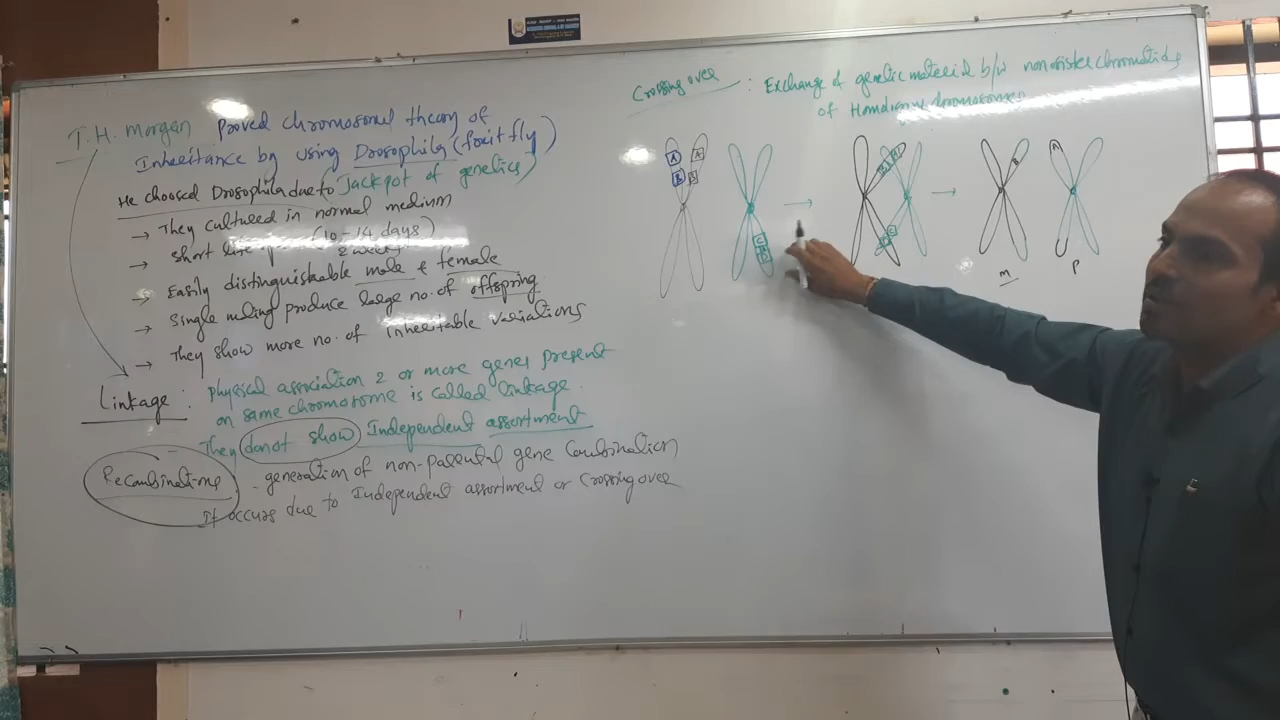 T.H. Morgan Proved chromosomal theory of
Inheritance by using Drosophila (fruit fly)
He choosed Drosophila due to (Jackpot of genetics)
→ They cultured in normal medium
→ short life (10-14 days)
2 weeks
→ Easily distinguishable male & female
→ Single mating produce large no. of offspring
→ They show more no. of inheritable variations
Linkage : Physical association 2 or more genes present
on same chromosome is called linkage.
They donot show Independent assortment
Recombinations - generation of non-parental gene Combination
It occurs due to Independent assortment or Crossing over
Crossing over : Exchange of genetic material b/w non sister chromatids
of Homologous chromosomes
A A
B B
→
→
m P